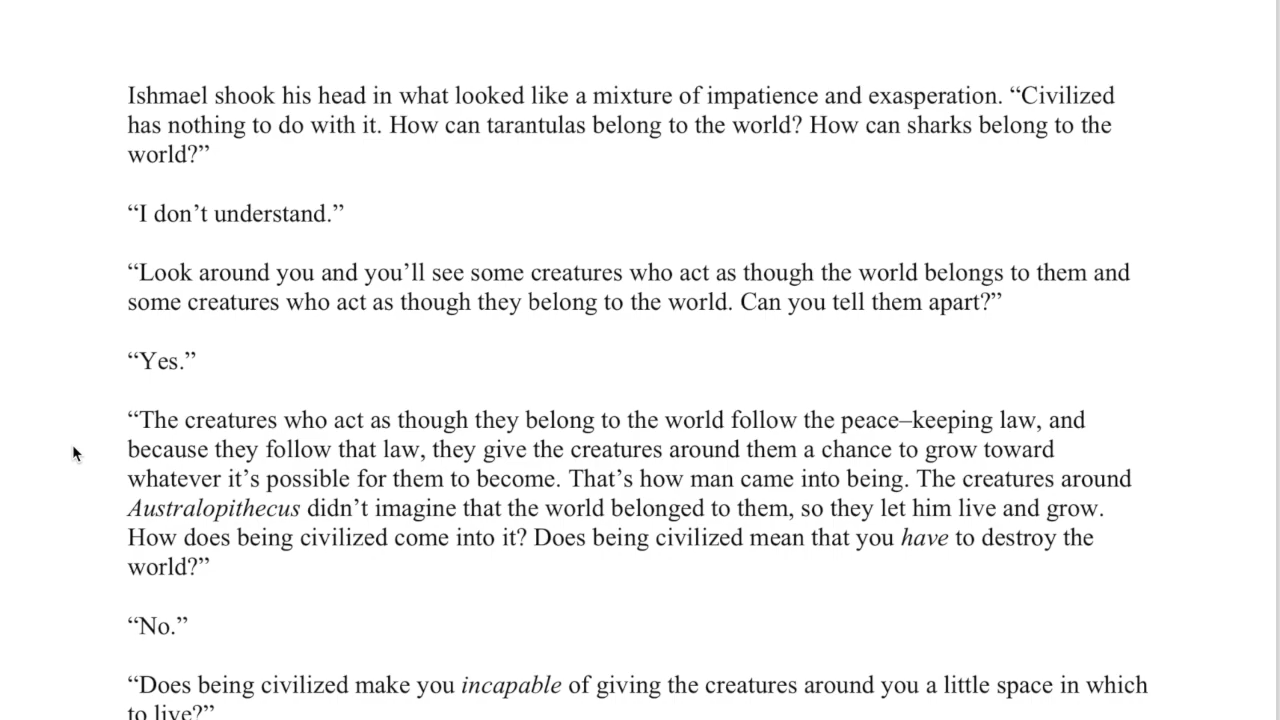 Ishmael shook his head in what looked like a mixture of impatience and exasperation. “Civilized
has nothing to do with it. How can tarantulas belong to the world? How can sharks belong to the
world?”
“I don’t understand.”
“Look around you and you’ll see some creatures who act as though the world belongs to them and
some creatures who act as though they belong to the world. Can you tell them apart?”
“Yes.”
“The creatures who act as though they belong to the world follow the peace–keeping law, and
because they follow that law, they give the creatures around them a chance to grow toward
whatever it’s possible for them to become. That’s how man came into being. The creatures around
Australopithecus didn’t imagine that the world belonged to them, so they let him live and grow.
How does being civilized come into it? Does being civilized mean that you have to destroy the
world?”
“No.”
“Does being civilized make you incapable of giving the creatures around you a little space in which
to live?”